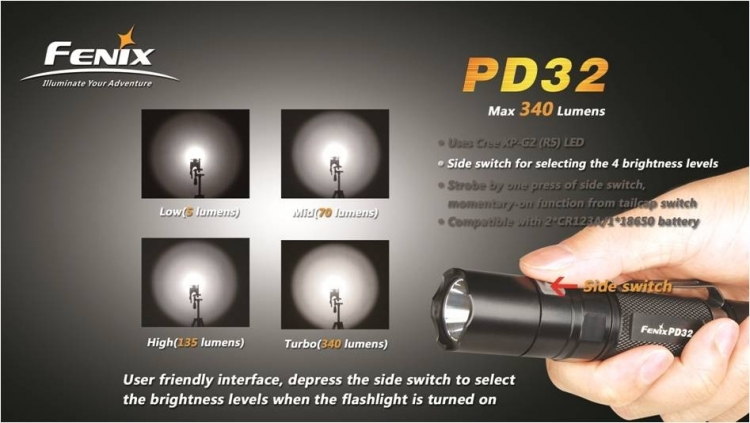 FENIX
Illuminate Your Adventure
PD32
Max 340 Lumens
Uses Cree XP-G2 (R5) LED
Side switch for selecting the 4 brightness levels
Strobe by one press of side switch,
momentary-on function from tailcap switch
Compatible with 2*CR123A/1*18650 battery
Low(5 lumens)
Mid(70 lumens)
High(135 lumens)
Turbo(340 lumens)
Side switch
FENIX PD32
User friendly interface, depress the side switch to select
the brightness levels when the flashlight is turned on